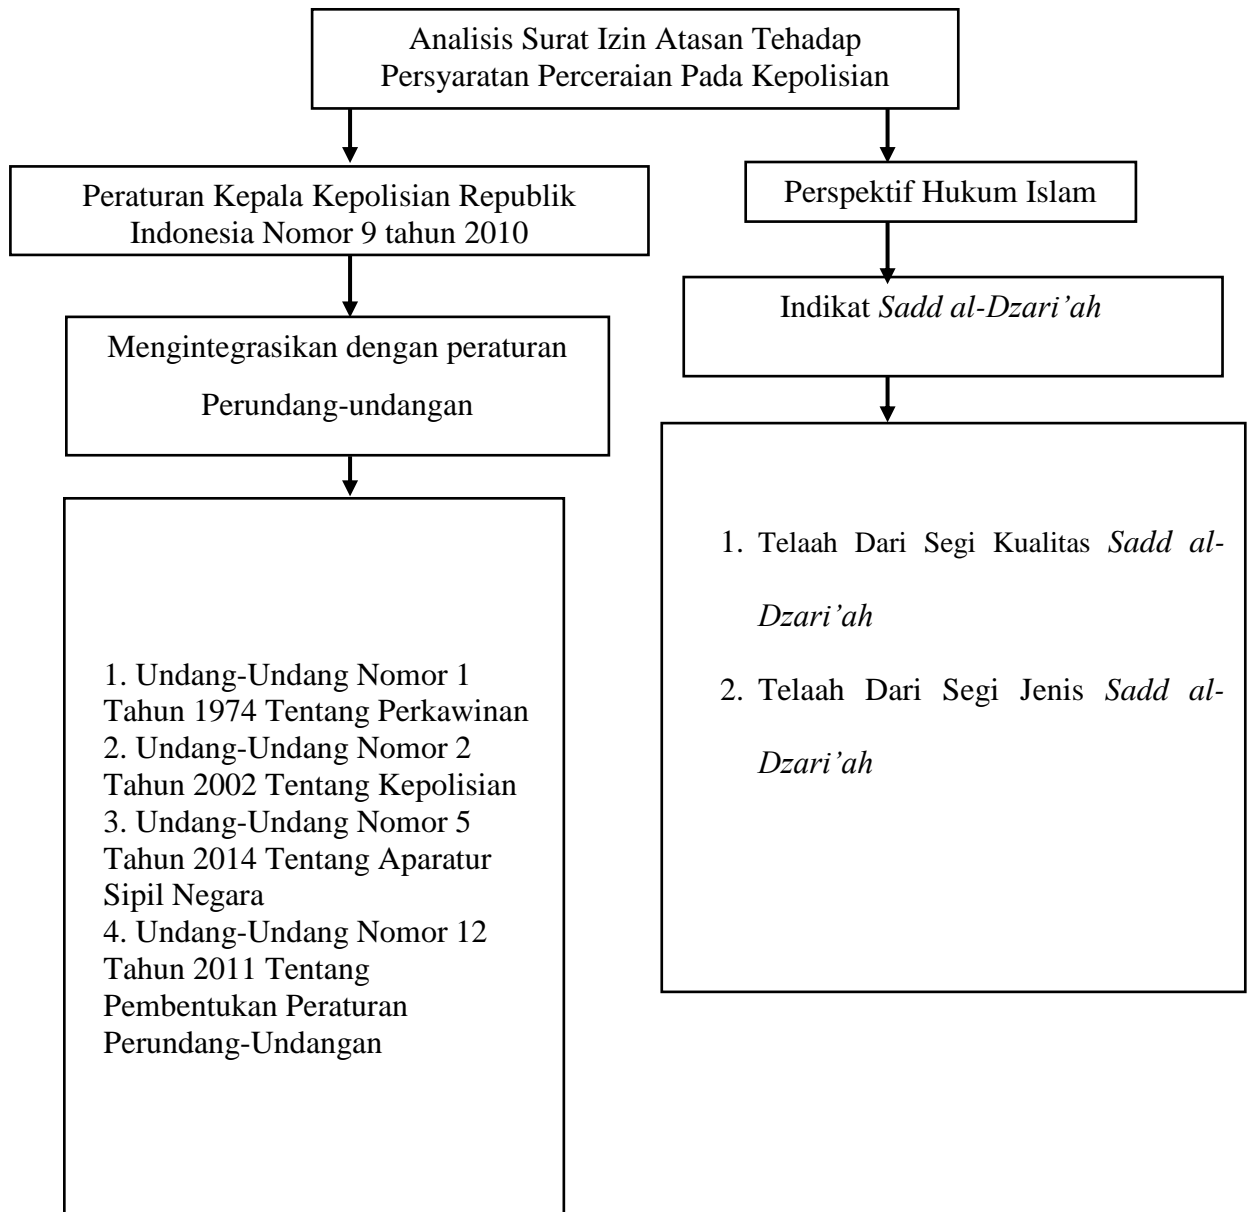 Analisis Surat Izin Atasan Tehadap
Persyaratan Perceraian Pada Kepolisian
Peraturan Kepala Kepolisian Republik
Indonesia Nomor 9 tahun 2010
Mengintegrasikan dengan peraturan
Perundang-undangan
1. Undang-Undang Nomor 1
Tahun 1974 Tentang Perkawinan
2. Undang-Undang Nomor 2
Tahun 2002 Tentang Kepolisian
3. Undang-Undang Nomor 5
Tahun 2014 Tentang Aparatur
Sipil Negara
4. Undang-Undang Nomor 12
Tahun 2011 Tentang
Pembentukan Peraturan
Perundang-Undangan
Perspektif Hukum Islam
Indikat Sadd al-Dzari’ah
1. Telaah Dari Segi Kualitas Sadd al-
Dzari’ah
2. Telaah Dari Segi Jenis Sadd al-
Dzari’ah